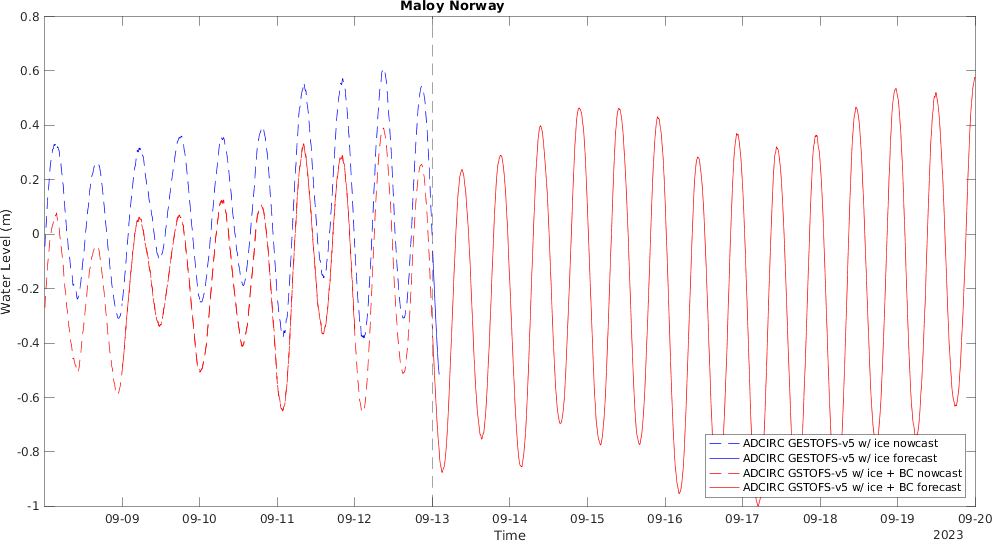 Maloy Norway
0.8
0.6
0.4
0.2
0
-0.2
-0.4
-0.6
-0.8
-1
Water Level (m)
ADCIRC GESTOFS-v5 w/ ice nowcast
ADCIRC GESTOFS-v5 w/ ice forecast
ADCIRC GSTOFS-v5 w/ ice + BC nowcast
ADCIRC GSTOFS-v5 w/ ice + BC forecast
09-09 09-10 09-11 09-12 09-13 09-14 09-15 09-16 09-17 09-18 09-19 09-20
Time
2023